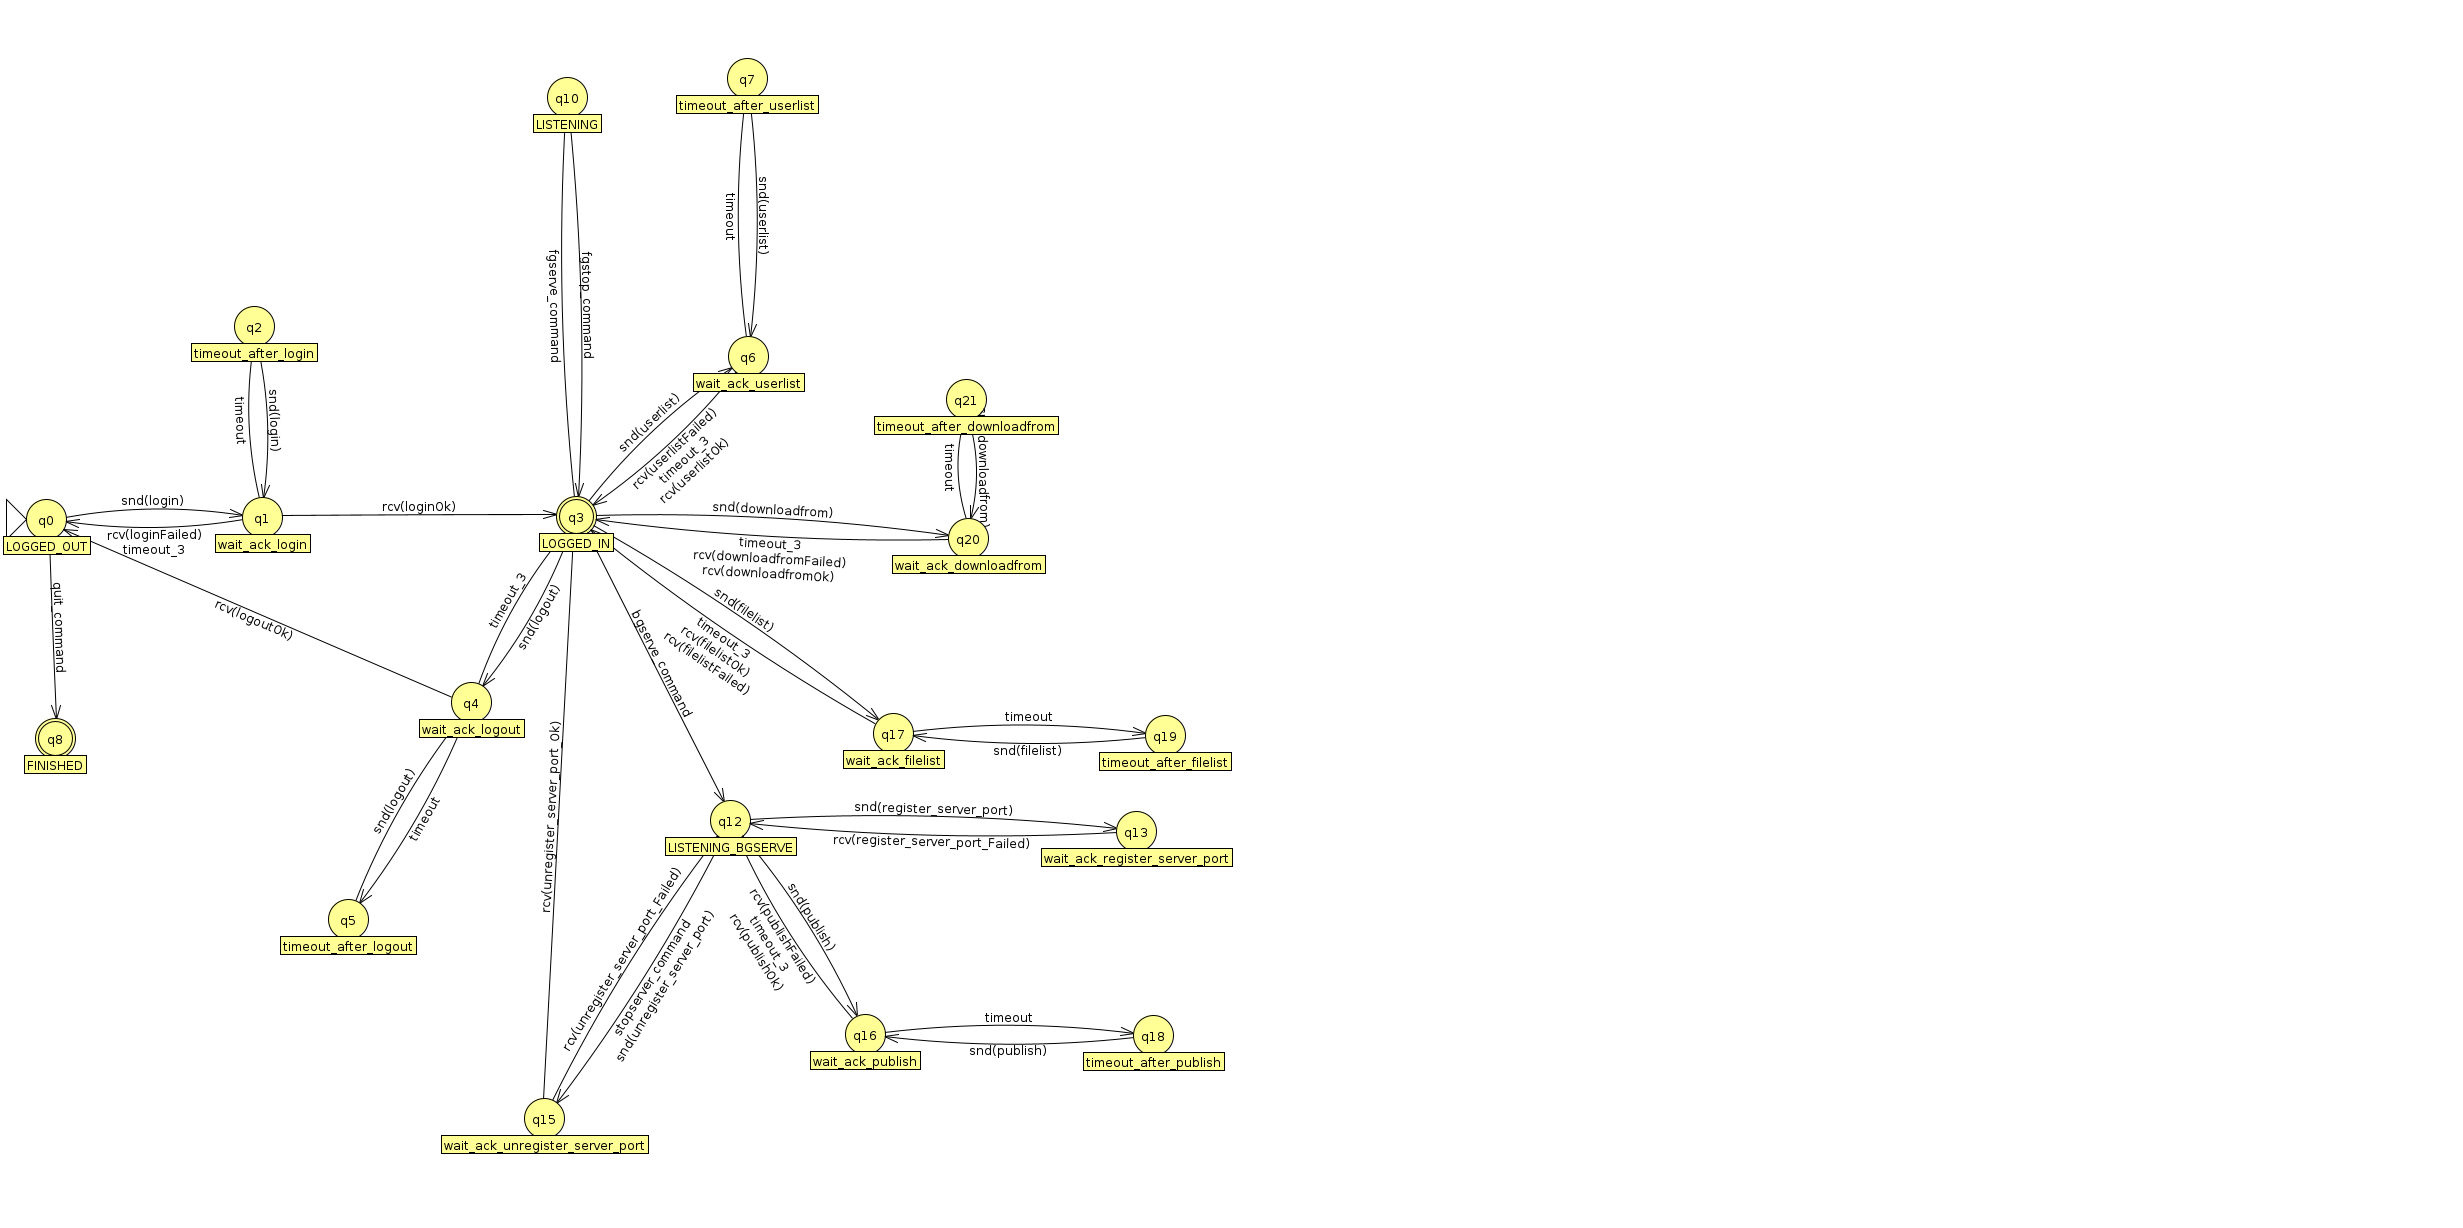 q7
timeout_after_userlist
q10
LISTENING
snd(userlist)
timeout
fgserve_command
fgstop_command
q2
timeout_after_login
q6
wait_ack_userlist
timeout
snd(login)
snd(userlist)
rcv(userlistFailed)
timeout_3
rcv(userlistOk)
q21
timeout_after_downloadfrom
timeout
downloadfrom)
q0
LOGGED_OUT
snd(login)
rcv(loginFailed)
timeout_3
q1
wait_ack_login
rcv(loginOk)
q3
LOGGED_IN
snd(downloadfrom)
timeout_3
rcv(downloadfromFailed)
rcv(downloadfromOk)
q20
wait_ack_downloadfrom
quit_command
rcv(logoutOk)
timeout_3
snd(logout)
bgserve_command
snd(filelist)
timeout_3
rcv(filelistOk)
rcv(filelistFailed)
q8
FINISHED
q4
wait_ack_logout
q17
wait_ack_filelist
timeout
snd(filelist)
q19
timeout_after_filelist
snd(logout)
timeout
rcv(unregister_server_port_Ok)
q12
LISTENING_BGSERVE
snd(register_server_port)
rcv(register_server_port_Failed)
q13
wait_ack_register_server_port
q5
timeout_after_logout
rcv(unregister_server_port_Failed)
stopserver_command
snd(unregister_server_port)
snd(publish)
rcv(publishFailed)
timeout_3
rcv(publishOk)
q16
wait_ack_publish
timeout
snd(publish)
q18
timeout_after_publish
q15
wait_ack_unregister_server_port